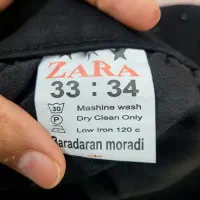 ZARA
33 : 34
30 Mashine wash
P Dry Clean Only
Low Iron 120 c
Baradaran moradi